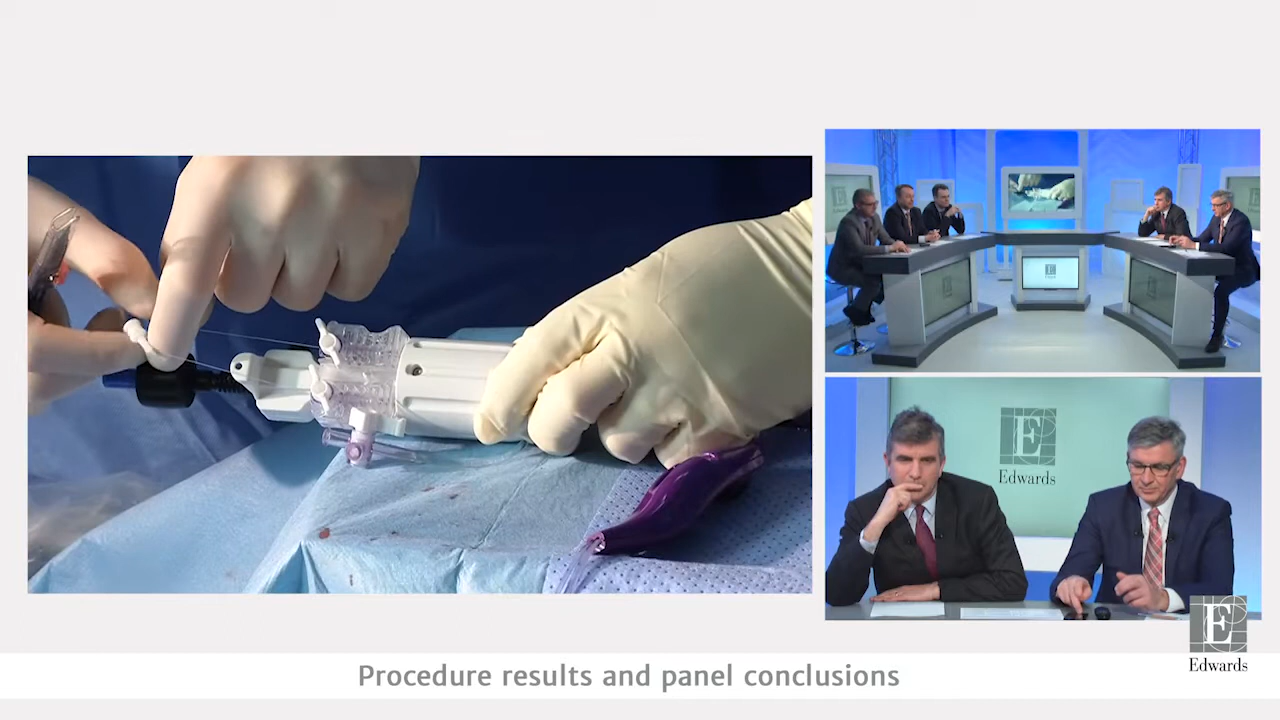 E
Edwards
E
Edwards
Procedure results and panel conclusions